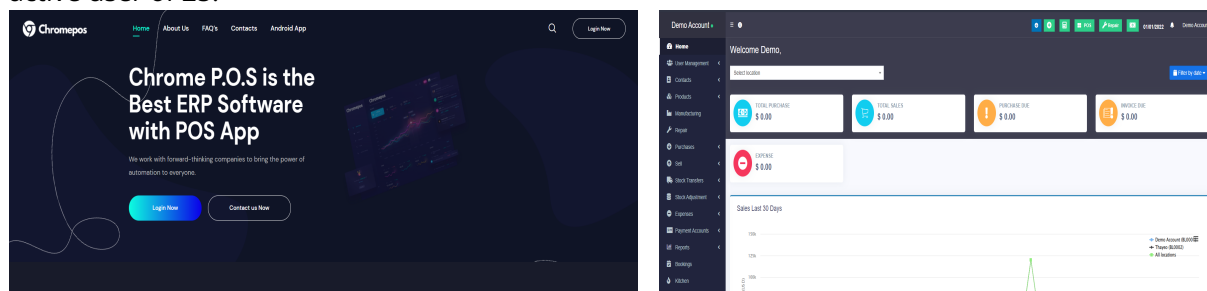 Chromepos
Home About Us FAQ's Contacts Android App
Login Now
Chrome P.O.S is the
Best ERP Software
with POS App
We work with forward-thinking companies to bring the power of
automation to everyone.
Login Now Contact us Now
Demo Account
POS Repair 01/01/2022 Demo Account
Home
User Management
Contacts
Products
Manufacturing
Repair
Purchases
Sell
Stock Transfers
Stock Adjustment
Expenses
Payment Accounts
Reports
Bookings
Kitchen
Welcome Demo,
Select location
Filter by date
TOTAL PURCHASE
$ 0.00
TOTAL SALES
$ 0.00
PURCHASE DUE
$ 0.00
INVOICE DUE
$ 0.00
EXPENSE
$ 0.00
Sales Last 30 Days
Demo Account
All locations